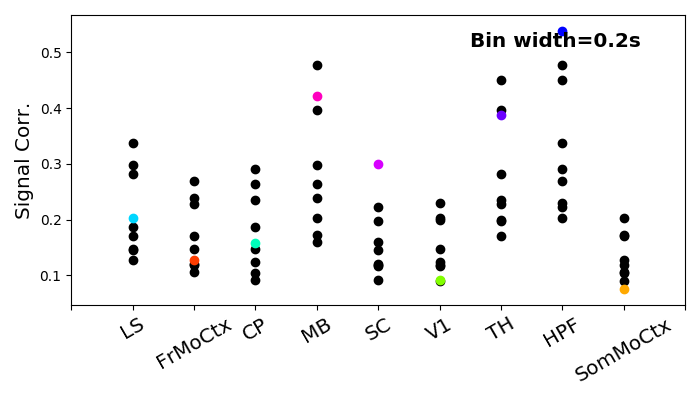 Bin width=0.2s
Signal Corr.
0.5
0.4
0.3
0.2
0.1
LS
FrMoCtx
CP
MB
SC
V1
TH
HPF
SomMoCtx